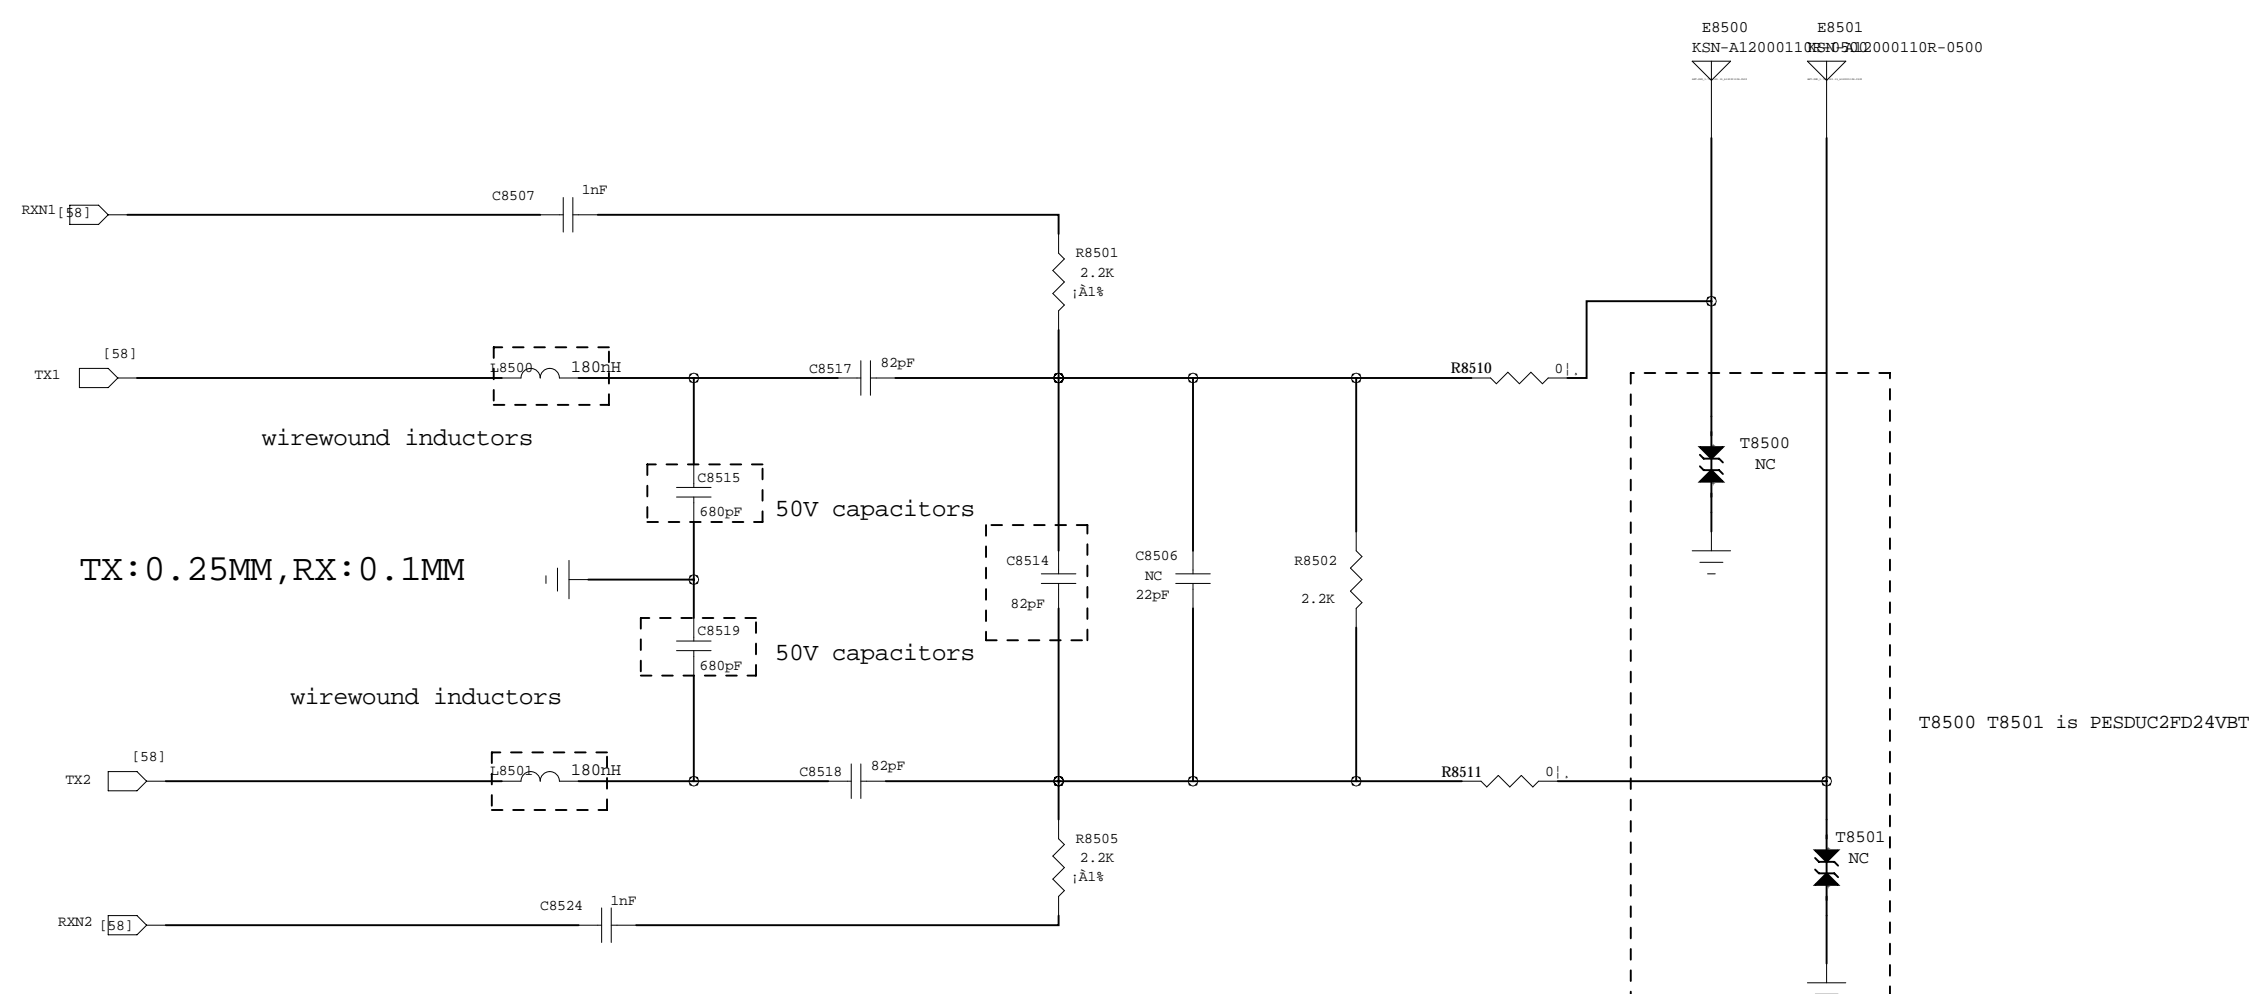 E8500
E8501
KSN-A12000110R-0500
KSN-A12000110R-0500
C8507
1nF
RXN1
[58]
R8501
2.2K
¡À1%
[58]
TX1
L8500
180nH
C8517
82pF
R8510
0¦.
wirewound inductors
T8500
NC
C8515
680pF
50V capacitors
TX:0.25MM,RX:0.1MM
C8514
82pF
C8506
NC
22pF
R8502
2.2K
C8519
680pF
50V capacitors
wirewound inductors
T8500 T8501 is PESDUC2FD24VBT
[58]
TX2
L8501
180nH
C8518
82pF
R8511
0¦.
R8505
2.2K
¡À1%
T8501
NC
C8524
1nF
RXN2
[58]